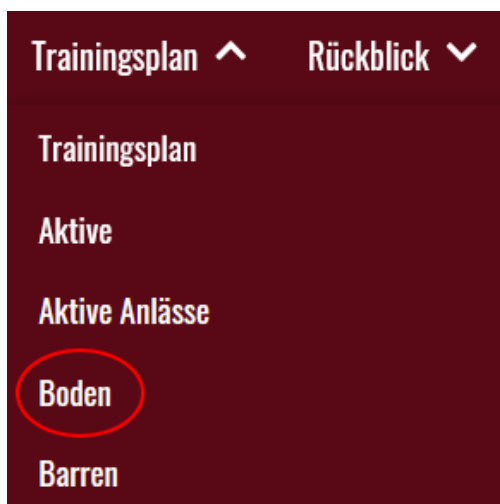 Trainingsplan Rückblick
Trainingsplan
Aktive
Aktive Anlässe
Boden
Barren